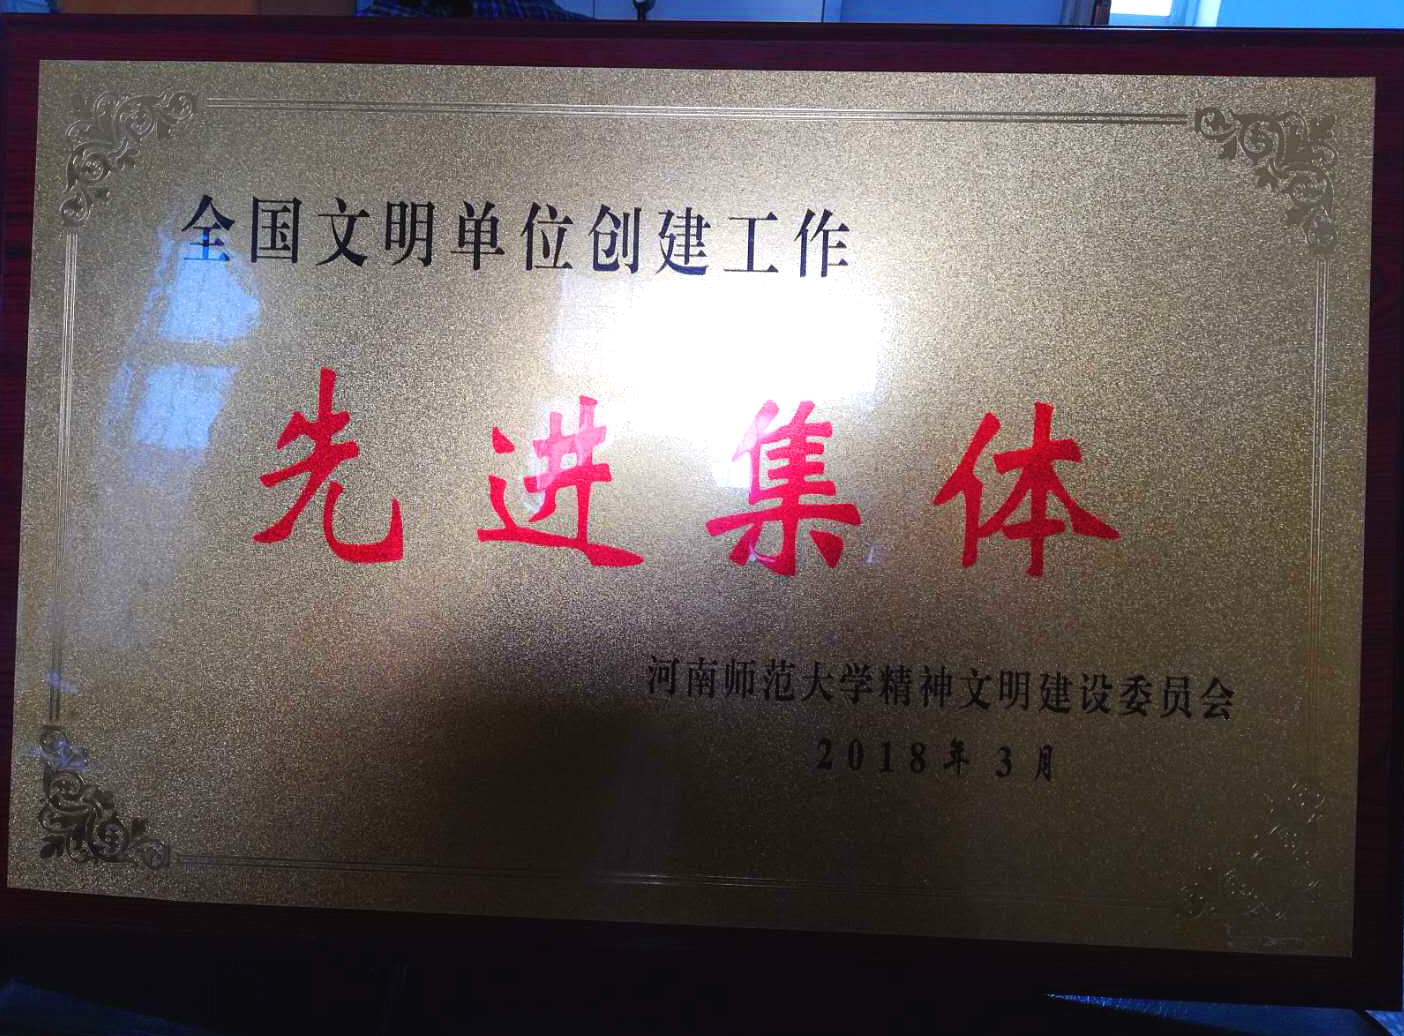 全国文明单位创建工作
先进集体
河南师范大学精神文明建设委员会
2018年3月